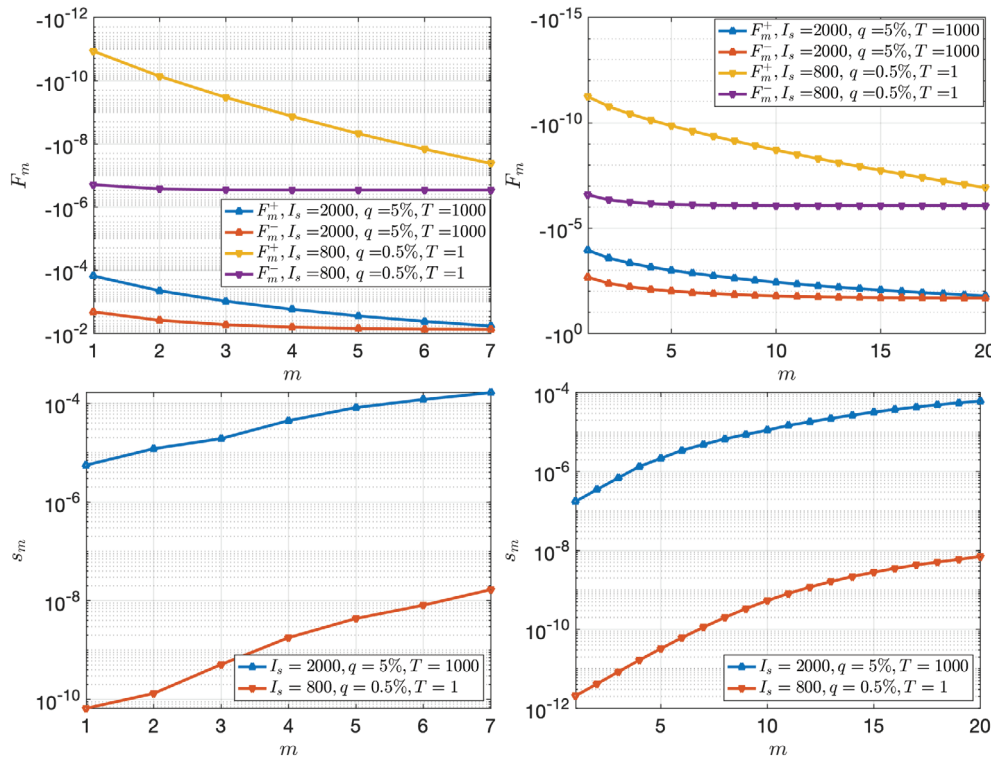 -10^-12
-10^-10
-10^-8
-10^-6
-10^-4
-10^-2
F_m
1 2 3 4 5 6 7
m
F_m^+, I_s =2000, q =5%, T =1000
F_m^-, I_s =2000, q =5%, T =1000
F_m^+, I_s =800, q =0.5%, T =1
F_m^-, I_s =800, q =0.5%, T =1
-10^-15
-10^-10
-10^-5
-10^0
F_m
5 10 15 20
m
F_m^+, I_s =2000, q =5%, T =1000
F_m^-, I_s =2000, q =5%, T =1000
F_m^+, I_s =800, q =0.5%, T =1
F_m^-, I_s =800, q =0.5%, T =1
10^-4
10^-6
10^-8
10^-10
s_m
1 2 3 4 5 6 7
m
I_s = 2000, q = 5%, T = 1000
I_s = 800, q = 0.5%, T = 1
10^-4
10^-6
10^-8
10^-10
10^-12
s_m
5 10 15 20
m
I_s = 2000, q = 5%, T = 1000
I_s = 800, q = 0.5%, T = 1